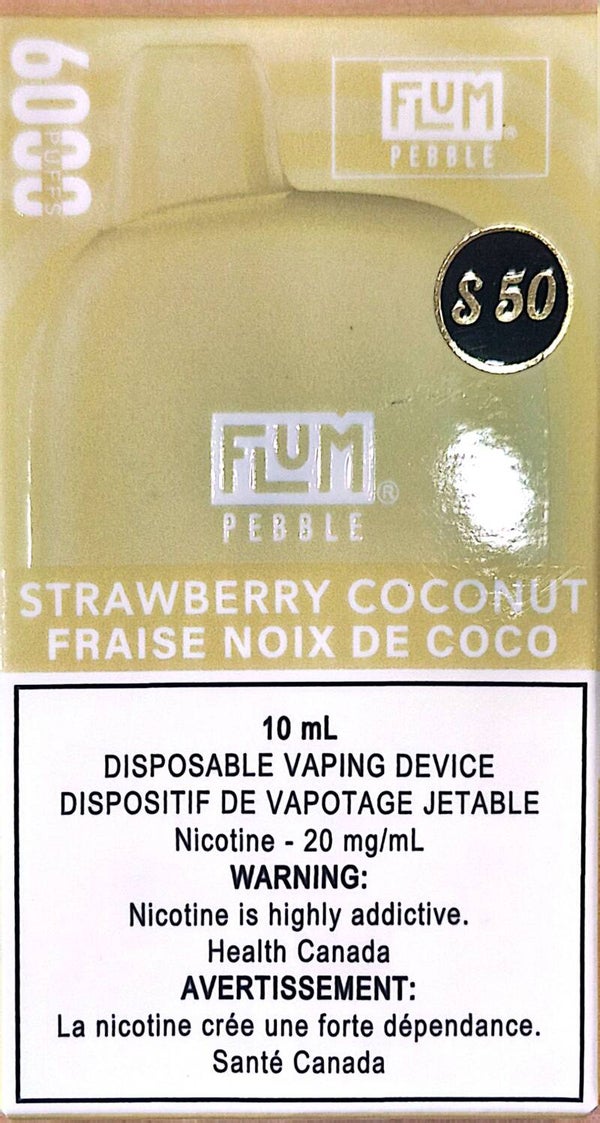 6000
PUFFS
FLUM®
PEBBLE
$ 50
FLUM®
PEBBLE
STRAWBERRY COCONUT
FRAISE NOIX DE COCO
10 mL
DISPOSABLE VAPING DEVICE
DISPOSITIF DE VAPOTAGE JETABLE
Nicotine - 20 mg/mL
WARNING:
Nicotine is highly addictive.
Health Canada
AVERTISSEMENT:
La nicotine crée une forte dépendance.
Santé Canada